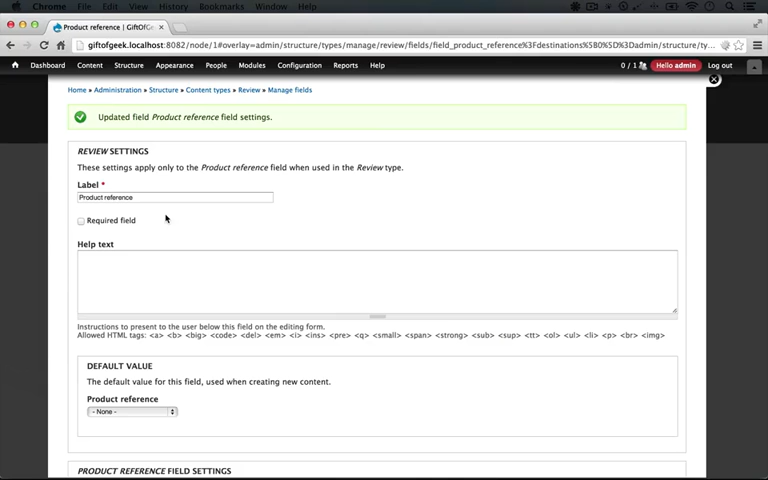 Chrome File Edit View History Bookmarks Window Help
Product reference | GiftOfGe
giftofgeek.localhost:8082/node/1#overlay=admin/structure/types/manage/review/fields/field_product_reference%3Fdestinations%5B0%5D%3Dadmin/structure/ty...
Dashboard Content Structure Appearance People Modules Configuration Reports Help 0 / 1 Hello admin Log out
Home » Administration » Structure » Content types » Review » Manage fields
Updated field Product reference field settings.
REVIEW SETTINGS
These settings apply only to the Product reference field when used in the Review type.
Label *
Product reference
Required field
Help text
Instructions to present to the user below this field on the editing form.
Allowed HTML tags: <a> <b> <big> <code> <del> <em> <i> <ins> <pre> <q> <small> <span> <strong> <sub> <sup> <tt> <ol> <ul> <li> <p> <br> <img>
DEFAULT VALUE
The default value for this field, used when creating new content.
Product reference
- None -
PRODUCT REFERENCE FIELD SETTINGS